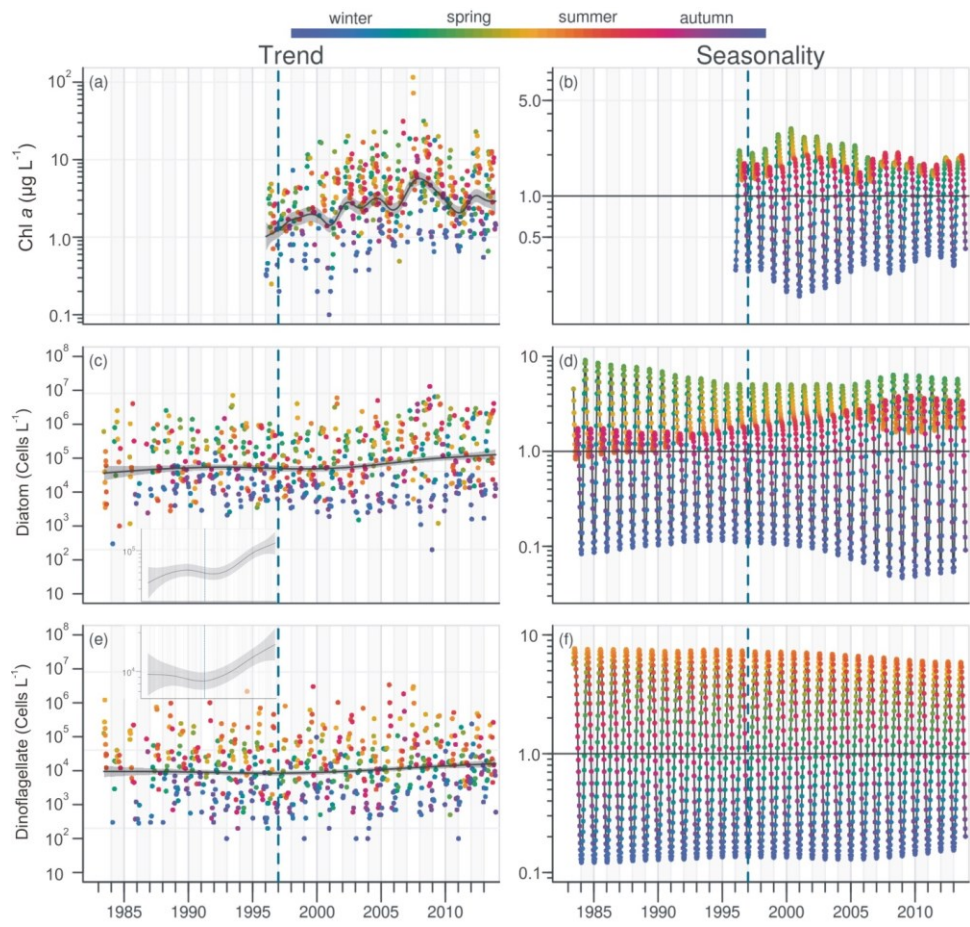 winter spring summer autumn
Trend Seasonality
(a) (b)
10² 5.0
10 1.0
1.0 0.5
0.1
Chl a (µg L⁻¹)
(c) (d)
10⁸ 10
10⁷
10⁶
10⁵ 1.0
10⁴
10³
10² 0.1
10
Diatom (Cells L⁻¹)
10⁵
(e) (f)
10⁸ 10
10⁷
10⁶
10⁵
10⁴ 1.0
10³
10²
10 0.1
Dinoflagellate (Cells L⁻¹)
10⁴
1985 1990 1995 2000 2005 2010 1985 1990 1995 2000 2005 2010